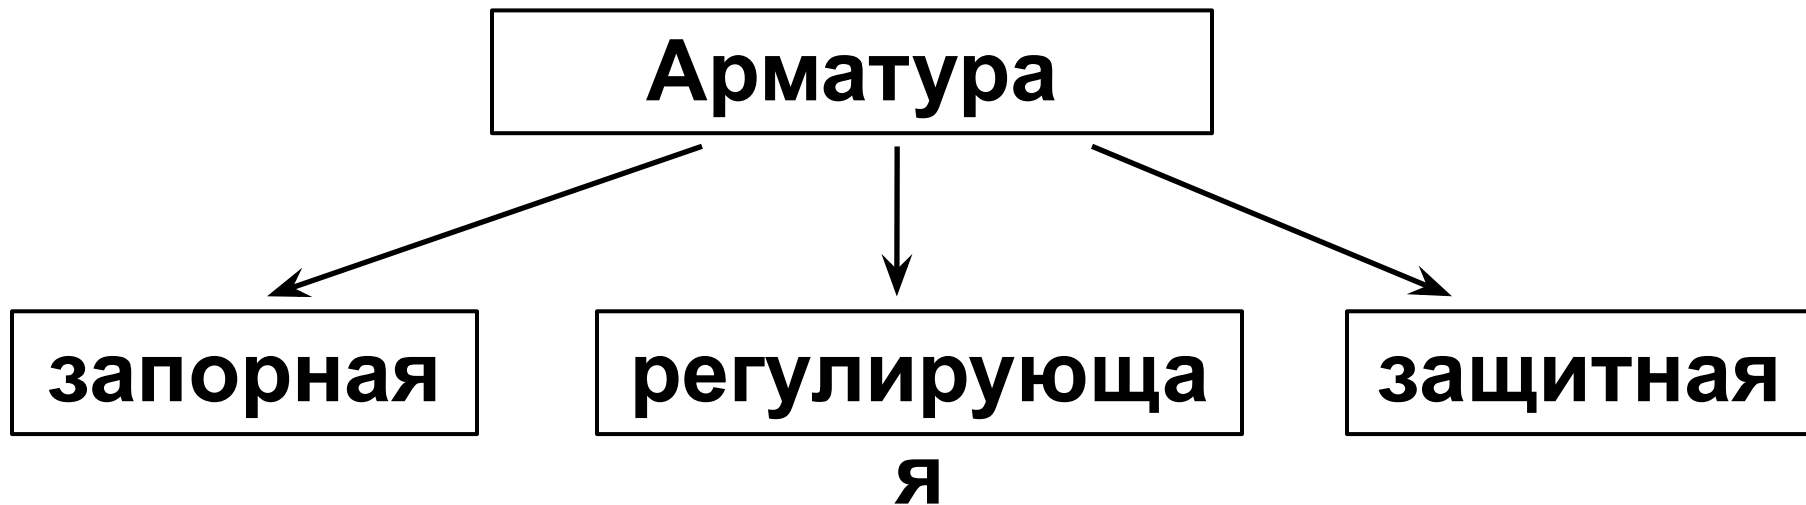 Арматура
запорная
регулирующа
я
защитная